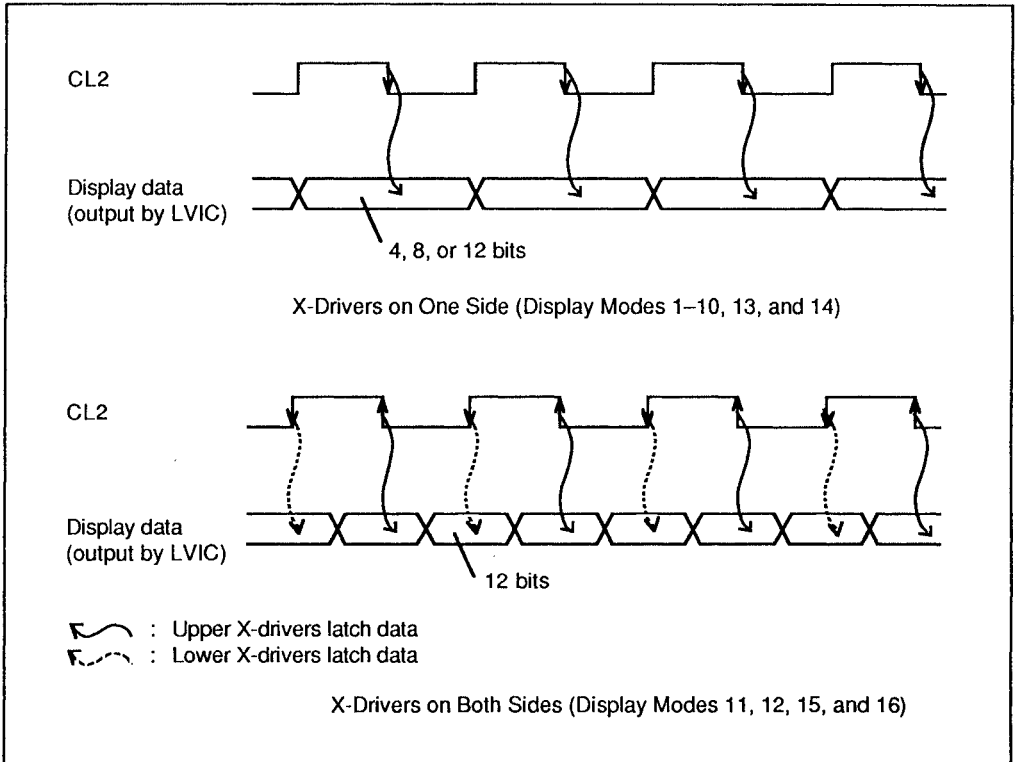 CL2
Display data
(output by LVIC)
4, 8, or 12 bits
X-Drivers on One Side (Display Modes 1–10, 13, and 14)
CL2
Display data
(output by LVIC)
12 bits
: Upper X-drivers latch data
: Lower X-drivers latch data
X-Drivers on Both Sides (Display Modes 11, 12, 15, and 16)